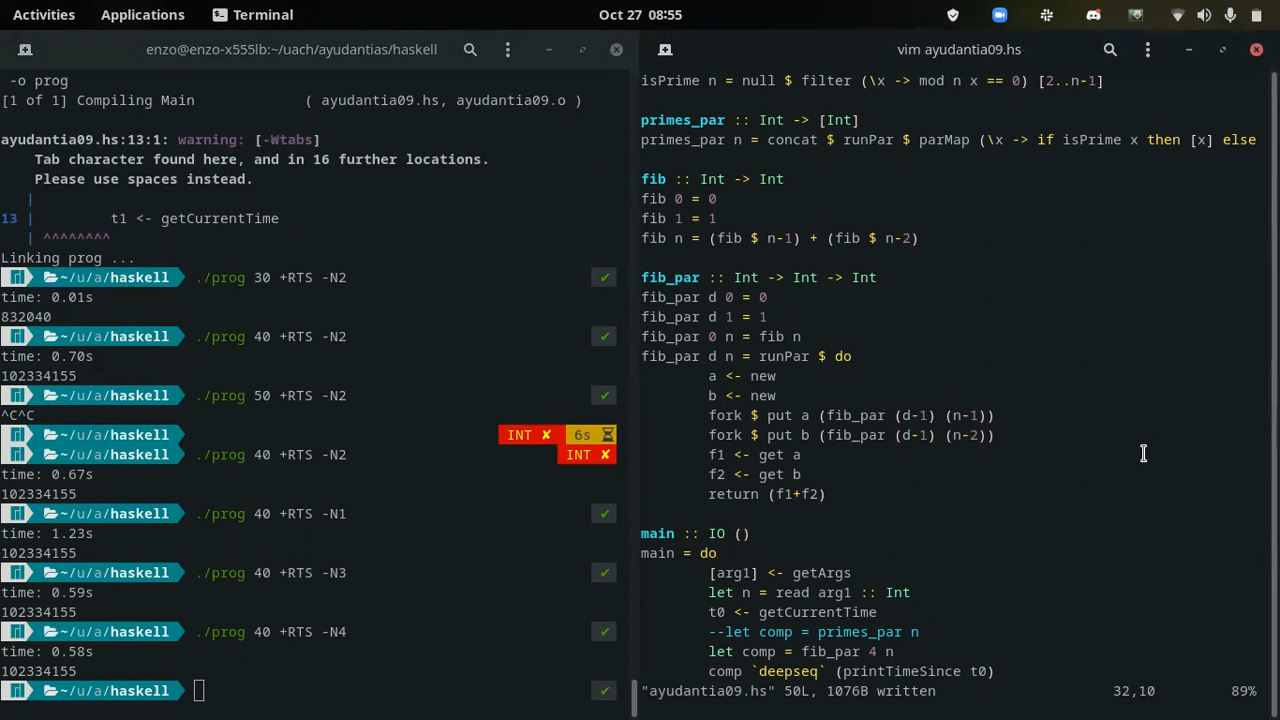 Activities Applications Terminal Oct 27 08:55
enzo@enzo-x555lb:~/uach/ayudantias/haskell
-o prog
[1 of 1] Compiling Main ( ayudantia09.hs, ayudantia09.o )
ayudantia09.hs:13:1: warning: [-Wtabs]
Tab character found here, and in 16 further locations.
Please use spaces instead.
|
13 | t1 <- getCurrentTime
| ^^^^^^^^
Linking prog ...
~/u/a/haskell ./prog 30 +RTS -N2 ✔
time: 0.01s
832040
~/u/a/haskell ./prog 40 +RTS -N2 ✔
time: 0.70s
102334155
~/u/a/haskell ./prog 50 +RTS -N2 ✔
^C^C
~/u/a/haskell INT ✘ 6s
~/u/a/haskell ./prog 40 +RTS -N2 INT ✘
time: 0.67s
102334155
~/u/a/haskell ./prog 40 +RTS -N1 ✔
time: 1.23s
102334155
~/u/a/haskell ./prog 40 +RTS -N3 ✔
time: 0.59s
102334155
~/u/a/haskell ./prog 40 +RTS -N4 ✔
time: 0.58s
102334155
~/u/a/haskell ✔
vim ayudantia09.hs
isPrime n = null $ filter (\x -> mod n x == 0) [2..n-1]
primes_par :: Int -> [Int]
primes_par n = concat $ runPar $ parMap (\x -> if isPrime x then [x] else
fib :: Int -> Int
fib 0 = 0
fib 1 = 1
fib n = (fib $ n-1) + (fib $ n-2)
fib_par :: Int -> Int -> Int
fib_par d 0 = 0
fib_par d 1 = 1
fib_par 0 n = fib n
fib_par d n = runPar $ do
a <- new
b <- new
fork $ put a (fib_par (d-1) (n-1))
fork $ put b (fib_par (d-1) (n-2))
f1 <- get a
f2 <- get b
return (f1+f2)
main :: IO ()
main = do
[arg1] <- getArgs
let n = read arg1 :: Int
t0 <- getCurrentTime
--let comp = primes_par n
let comp = fib_par 4 n
comp `deepseq` (printTimeSince t0)
"ayudantia09.hs" 50L, 1076B written 32,10 89%